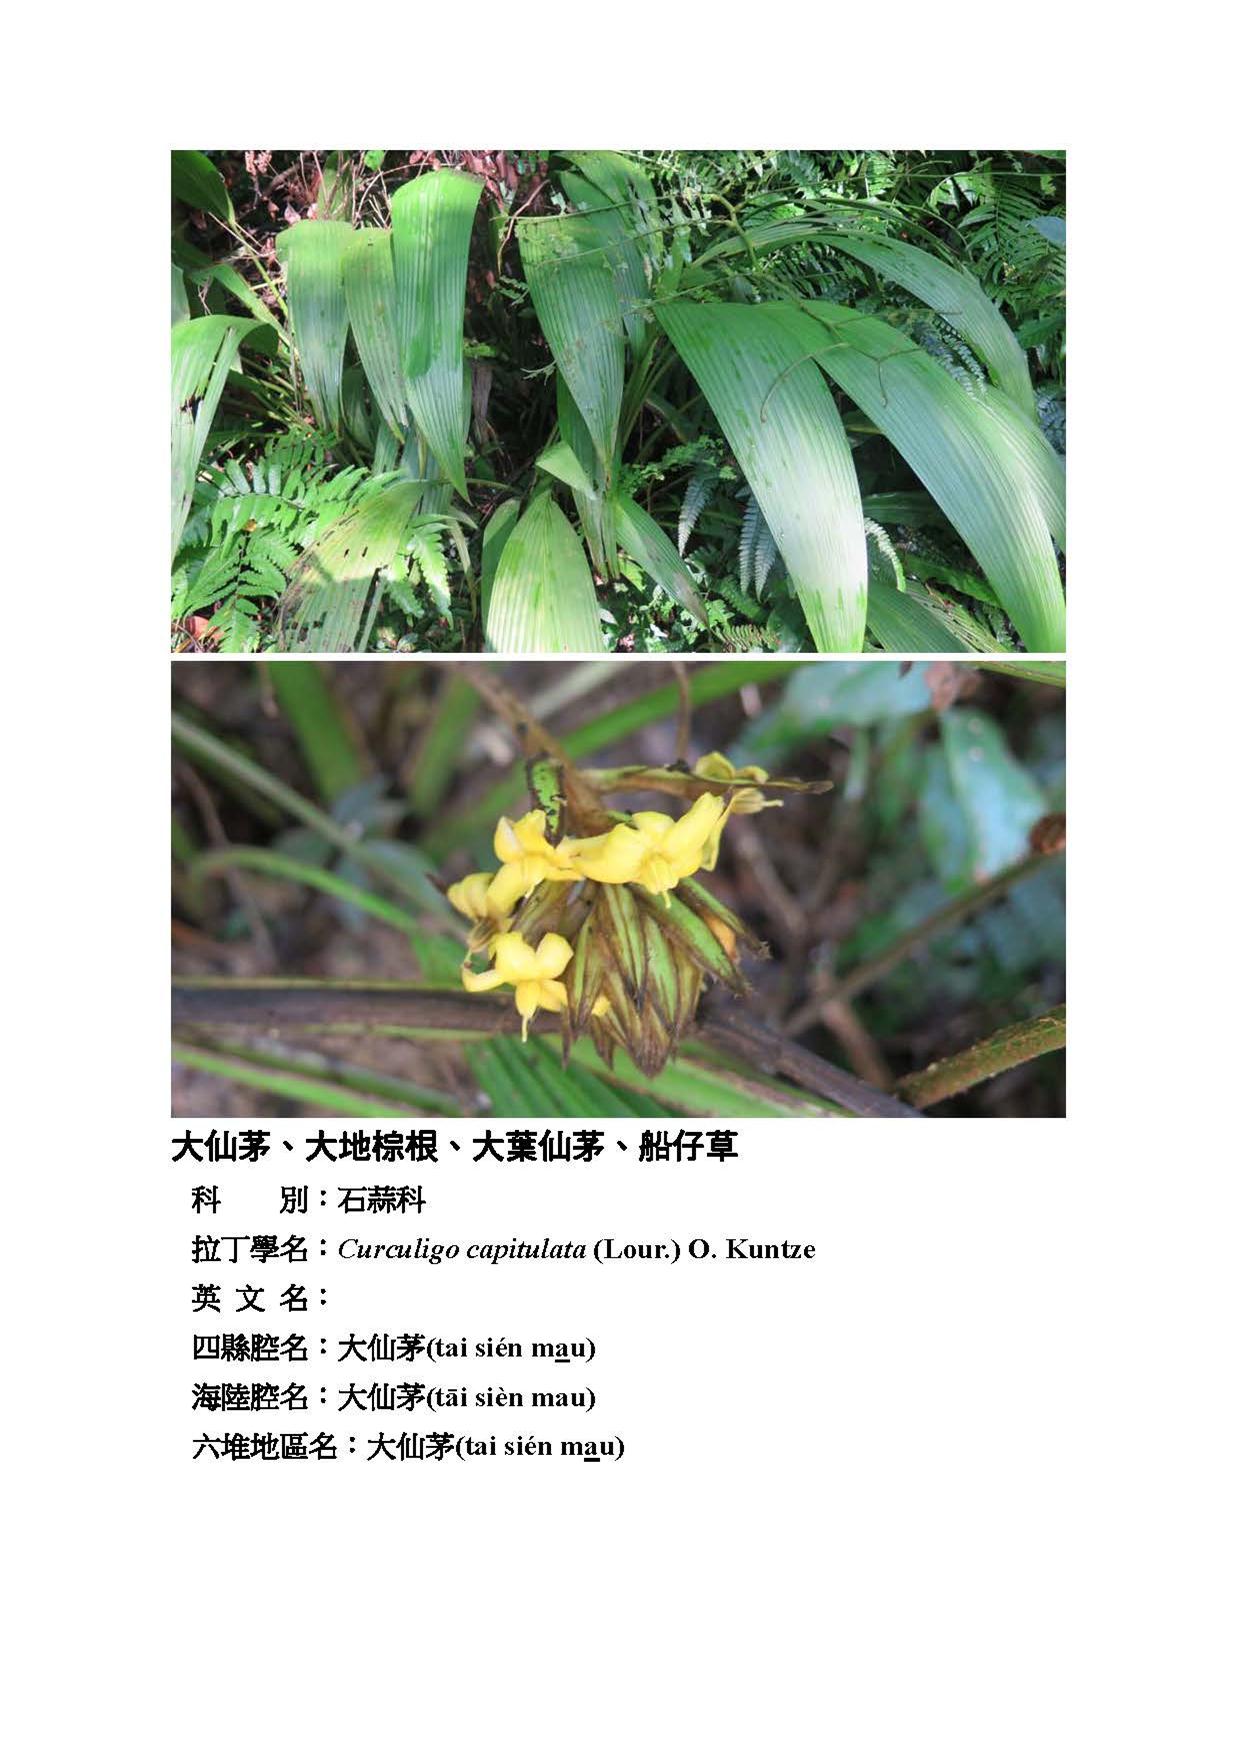 大仙茅、大地棕根、大葉仙茅、船仔草
科　　別：石蒜科
拉丁學名：Curculigo capitulata (Lour.) O. Kuntze
英 文 名：
四縣腔名：大仙茅(tai sién ma̲u)
海陸腔名：大仙茅(tāi sièn mau)
六堆地區名：大仙茅(tai sién ma̲u)